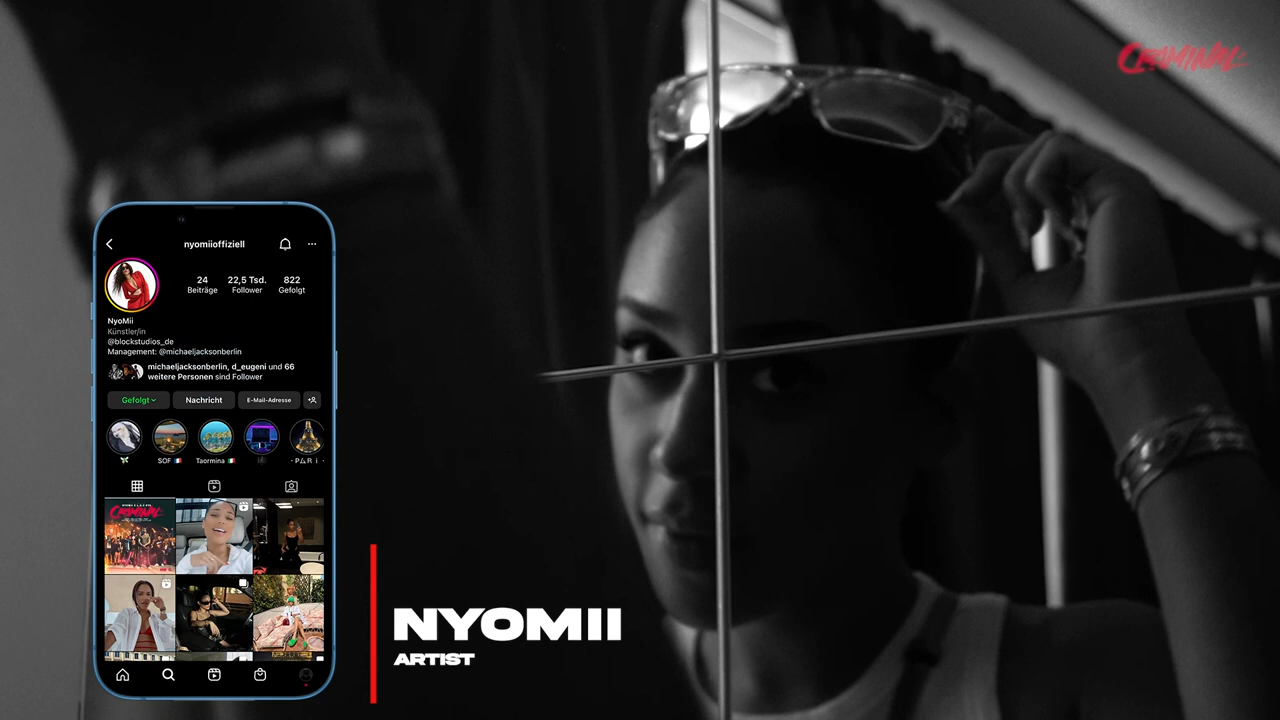 CRIMINAL
nyomiioffiziell
24
22,5 Tsd.
822
Beiträge
Follower
Gefolgt
NyoMii
Künstler/in
@blockstudios_de
Management: @michaeljacksonberlin
michaeljacksonberlin, d_eugeni und 66
weitere Personen sind Follower
Gefolgt
Nachricht
E-Mail-Adresse
SOF 🇫🇷
Taormina 🇮🇹
CRIMINAL
NYOMII
ARTIST